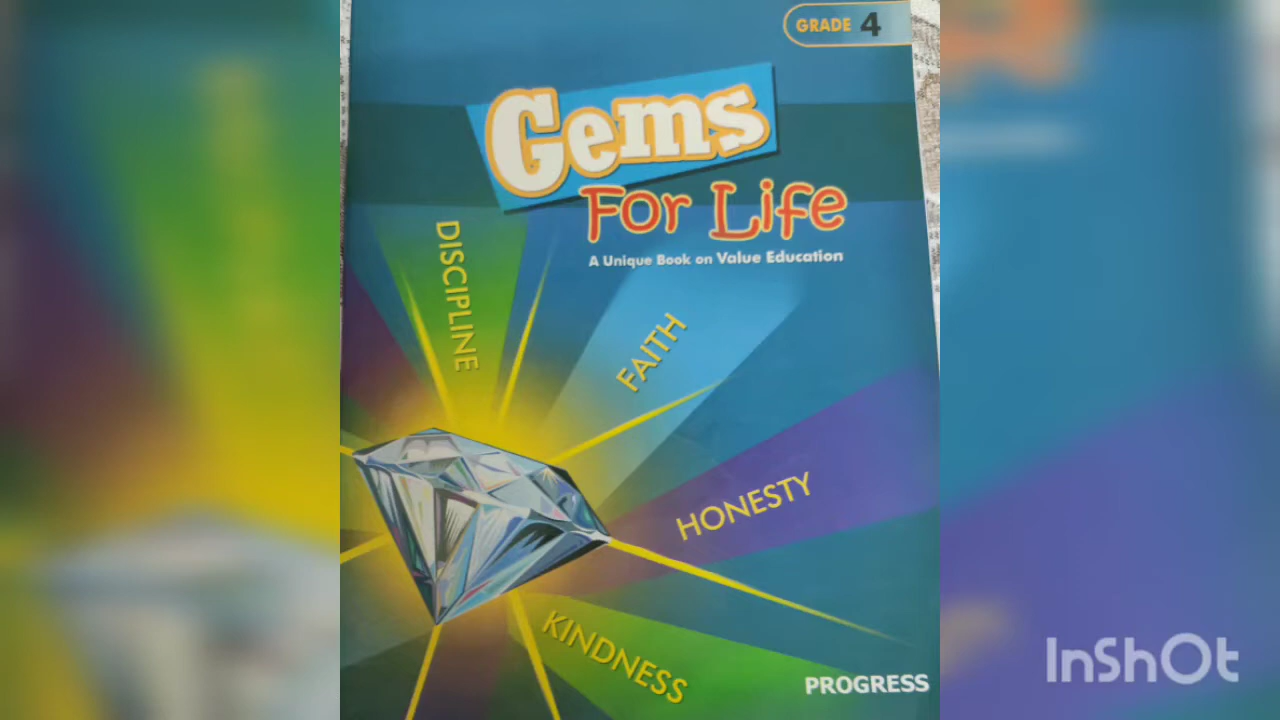 GRADE 4
Gems
For Life
A Unique Book on Value Education
DISCIPLINE
FAITH
HONESTY
KINDNESS
PROGRESS
InShOt